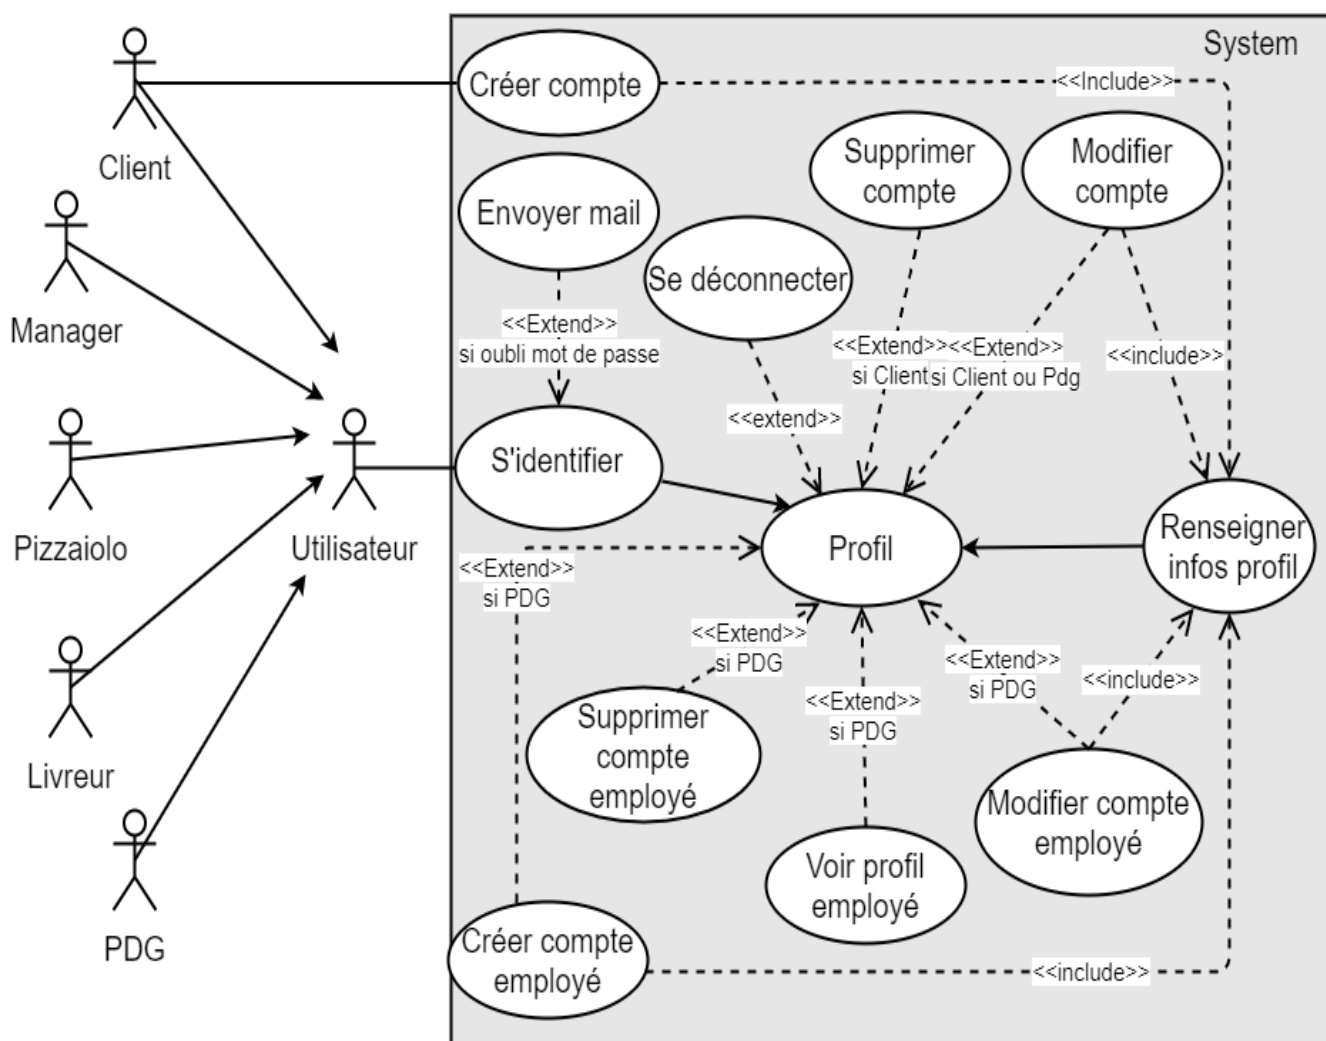 System
Créer compte
<<Include>>
Client
Supprimer
compte
Modifier
compte
Envoyer mail
Se déconnecter
Manager
<<Extend>>
si oubli mot de passe
<<Extend>>
si Client
<<Extend>>
si Client ou Pdg
<<include>>
<<extend>>
S'identifier
Pizzaiolo
Utilisateur
Profil
Renseigner
infos profil
<<Extend>>
si PDG
<<Extend>>
si PDG
<<Extend>>
si PDG
<<Extend>>
si PDG
<<include>>
Livreur
Supprimer
compte
employé
Modifier compte
employé
Voir profil
employé
PDG
Créer compte
employé
<<include>>